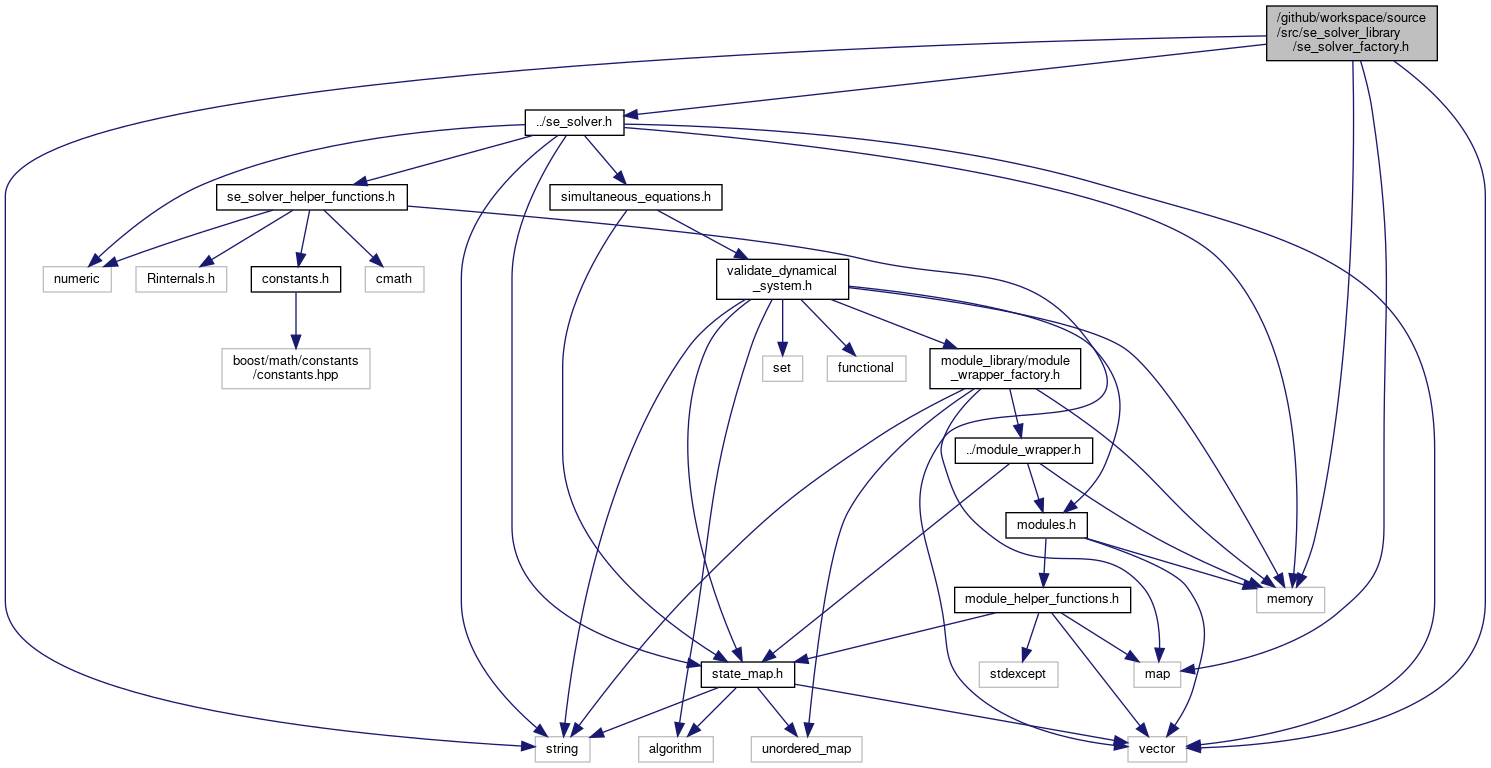 /github/workspace/source
/src/se_solver_library
/se_solver_factory.h
../se_solver.h
se_solver_helper_functions.h
simultaneous_equations.h
numeric
Rinternals.h
constants.h
cmath
validate_dynamical
_system.h
boost/math/constants
/constants.hpp
set
functional
module_library/module
_wrapper_factory.h
../module_wrapper.h
modules.h
module_helper_functions.h
memory
state_map.h
stdexcept
map
string
algorithm
unordered_map
vector